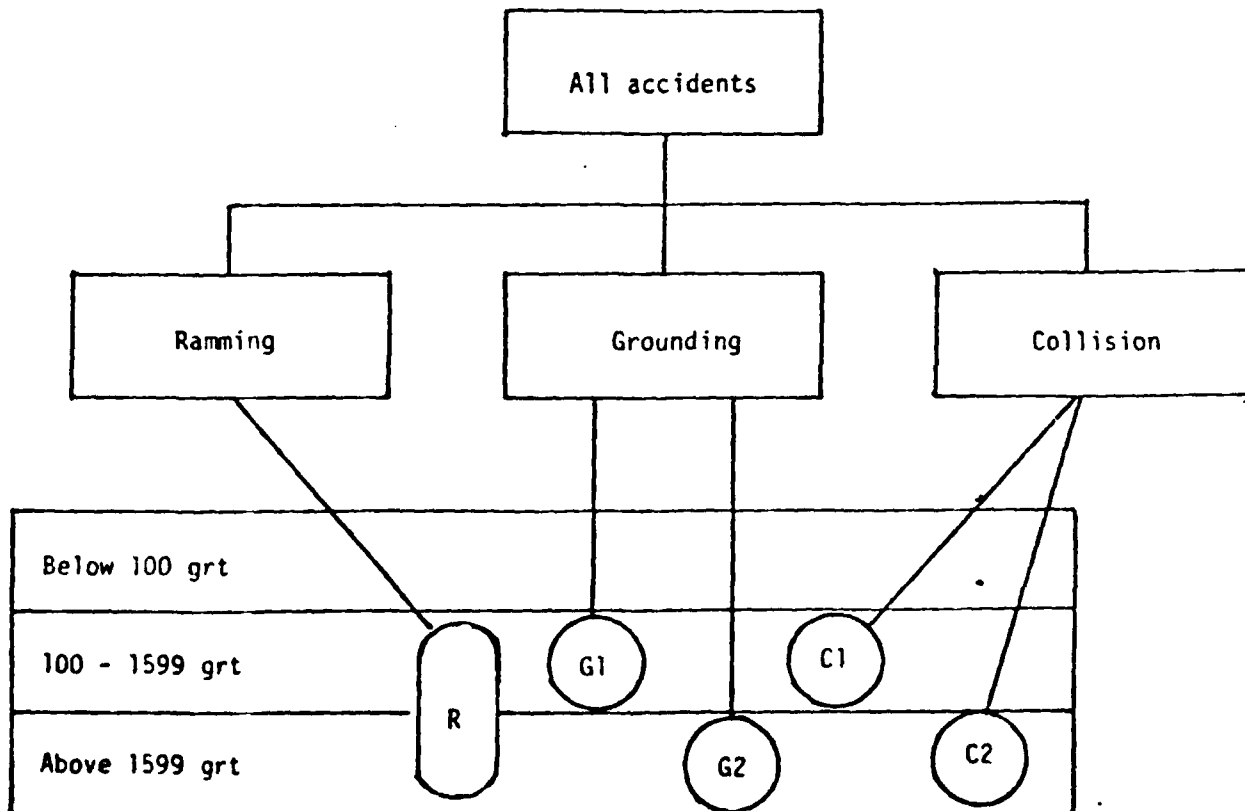 All accidents
Ramming
Grounding
Collision
Below 100 grt
100 - 1599 grt
G1
C1
R
Above 1599 grt
G2
C2